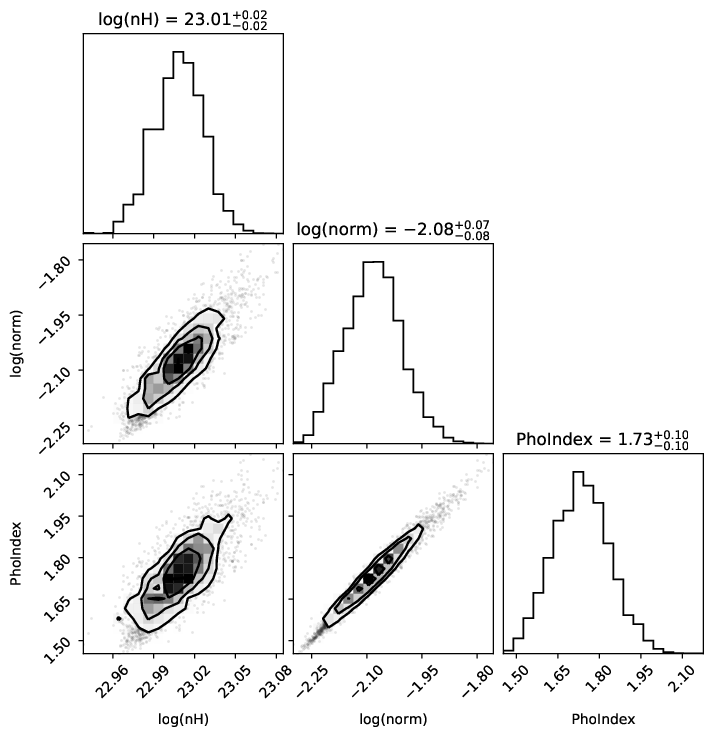 log(nH) = 23.01+0.02 −0.02
log(norm) = −2.08+0.07 −0.08
PhoIndex = 1.73+0.10 −0.10
log(norm)
−1.80
−1.95
−2.10
−2.25
PhoIndex
2.10
1.95
1.80
1.65
1.50
22.96 22.99 23.02 23.05 23.08
−2.25 −2.10 −1.95 −1.80
1.50 1.65 1.80 1.95 2.10
log(nH) log(norm) PhoIndex